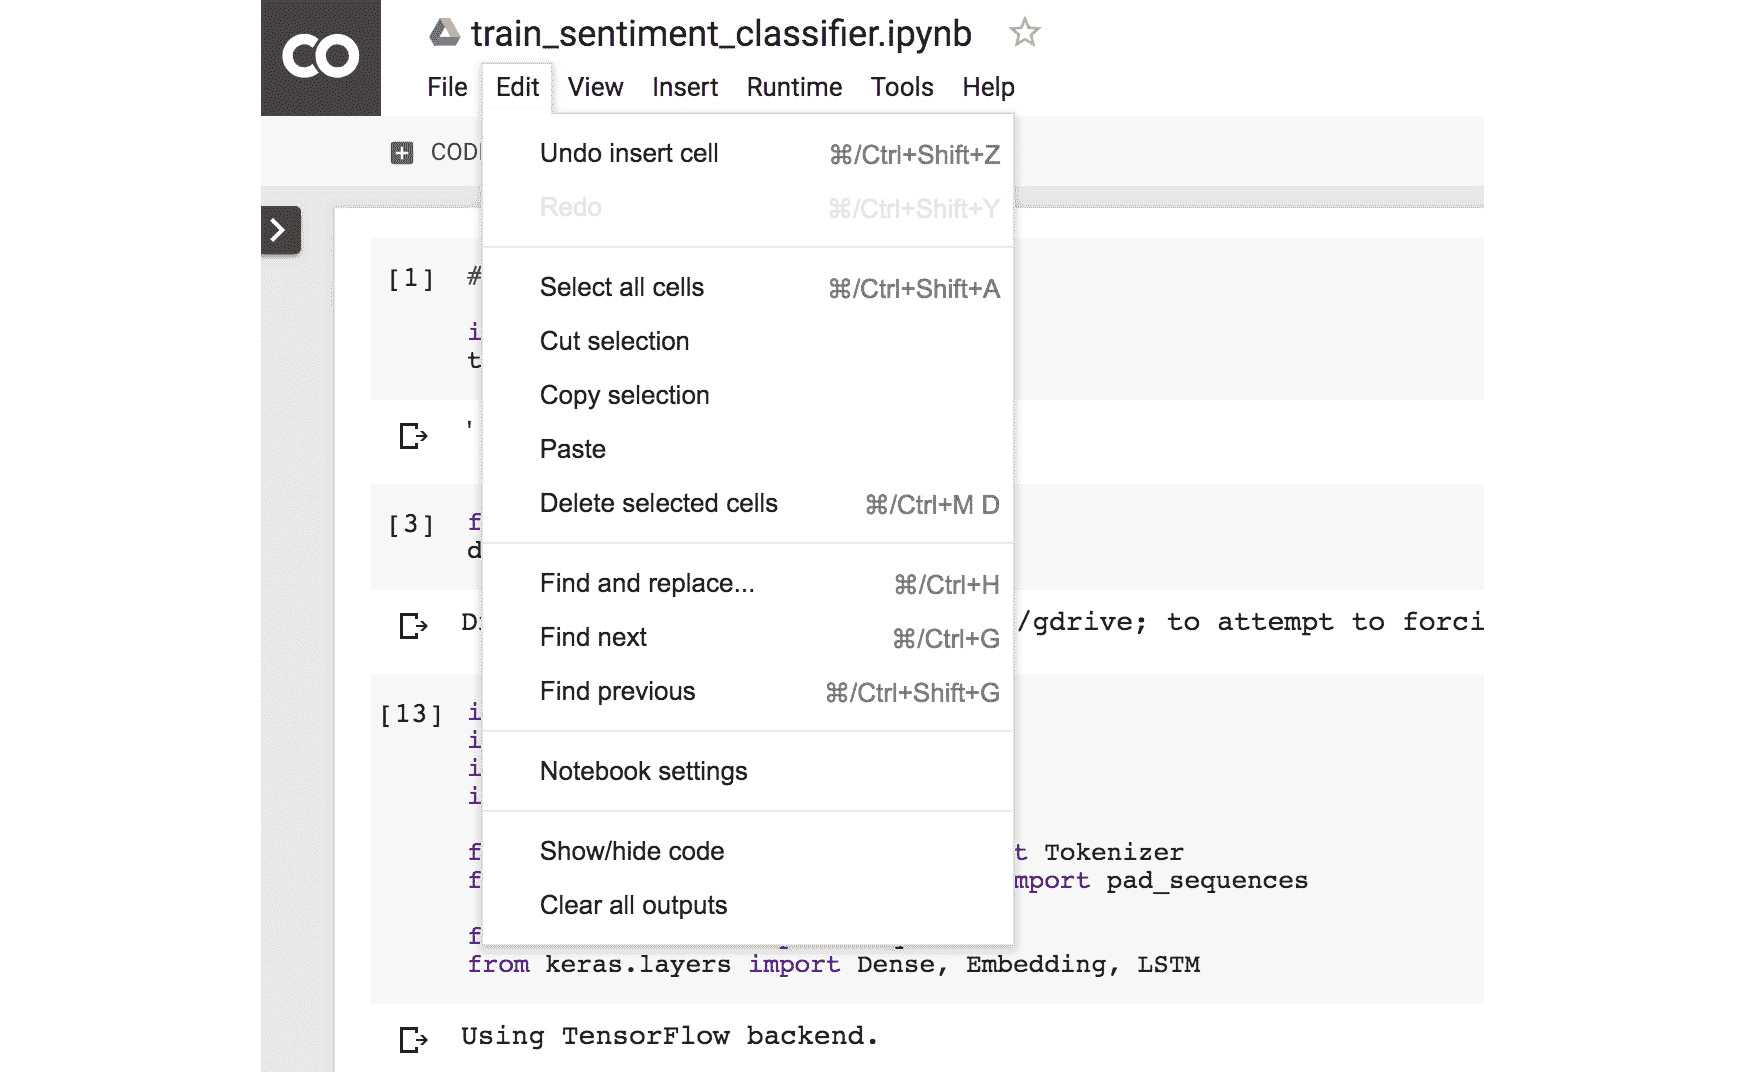 CO
train_sentiment_classifier.ipynb
File Edit View Insert Runtime Tools Help
Undo insert cell ⌘/Ctrl+Shift+Z
Redo ⌘/Ctrl+Shift+Y
[1] #
Select all cells ⌘/Ctrl+Shift+A
Cut selection
Copy selection
'
Paste
Delete selected cells ⌘/Ctrl+M D
[3]
Find and replace... ⌘/Ctrl+H
/gdrive; to attempt to
Find next ⌘/Ctrl+G
Find previous ⌘/Ctrl+Shift+G
[13]
Notebook settings
Show/hide code
Tokenizer
pad_sequences
Clear all outputs
from keras.layers import Dense, Embedding, LSTM
Using TensorFlow backend.